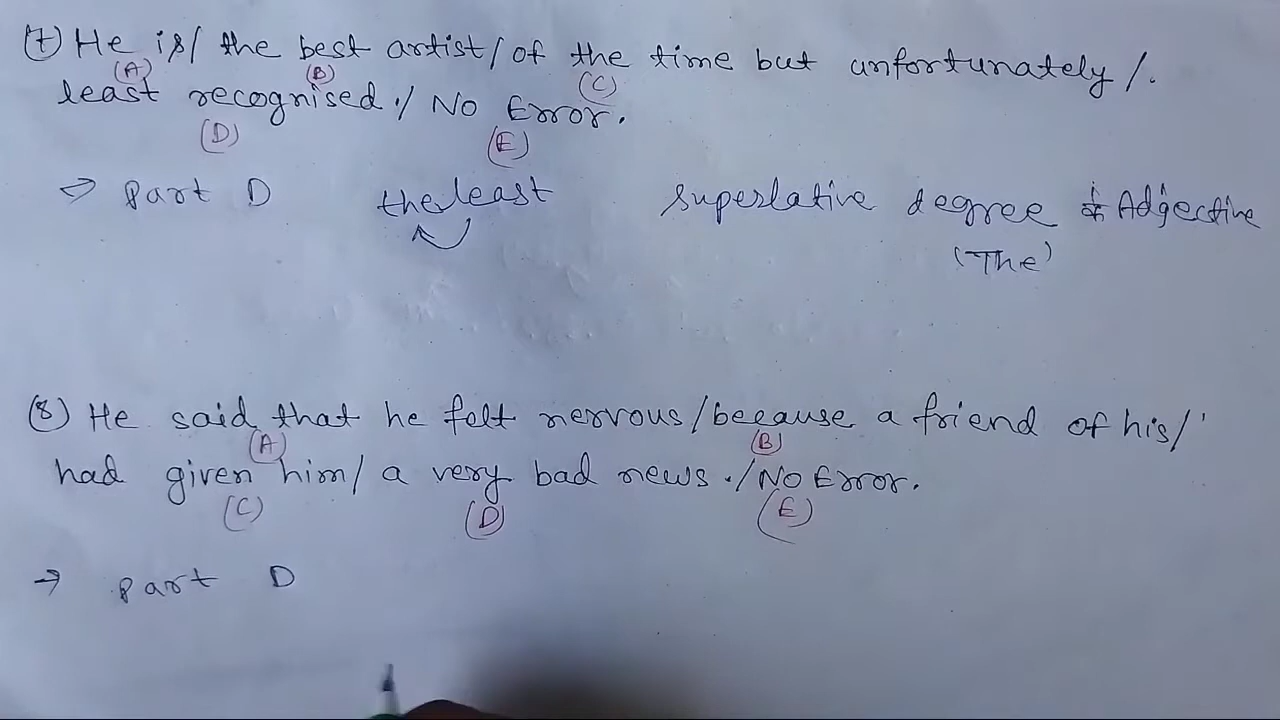 (7) He is/ the best artist/ of the time but unfortunately/.
(A) (B) (C)
least recognised./ No Error.
(D) (E)
⇒ Part D the least Superlative degree of Adjective
(The)
(8) He said that he felt nervous/because a friend of his/'
(A) (B)
had given him/ a very bad news ./No Error.
(C) (D) (E)
→ Part D